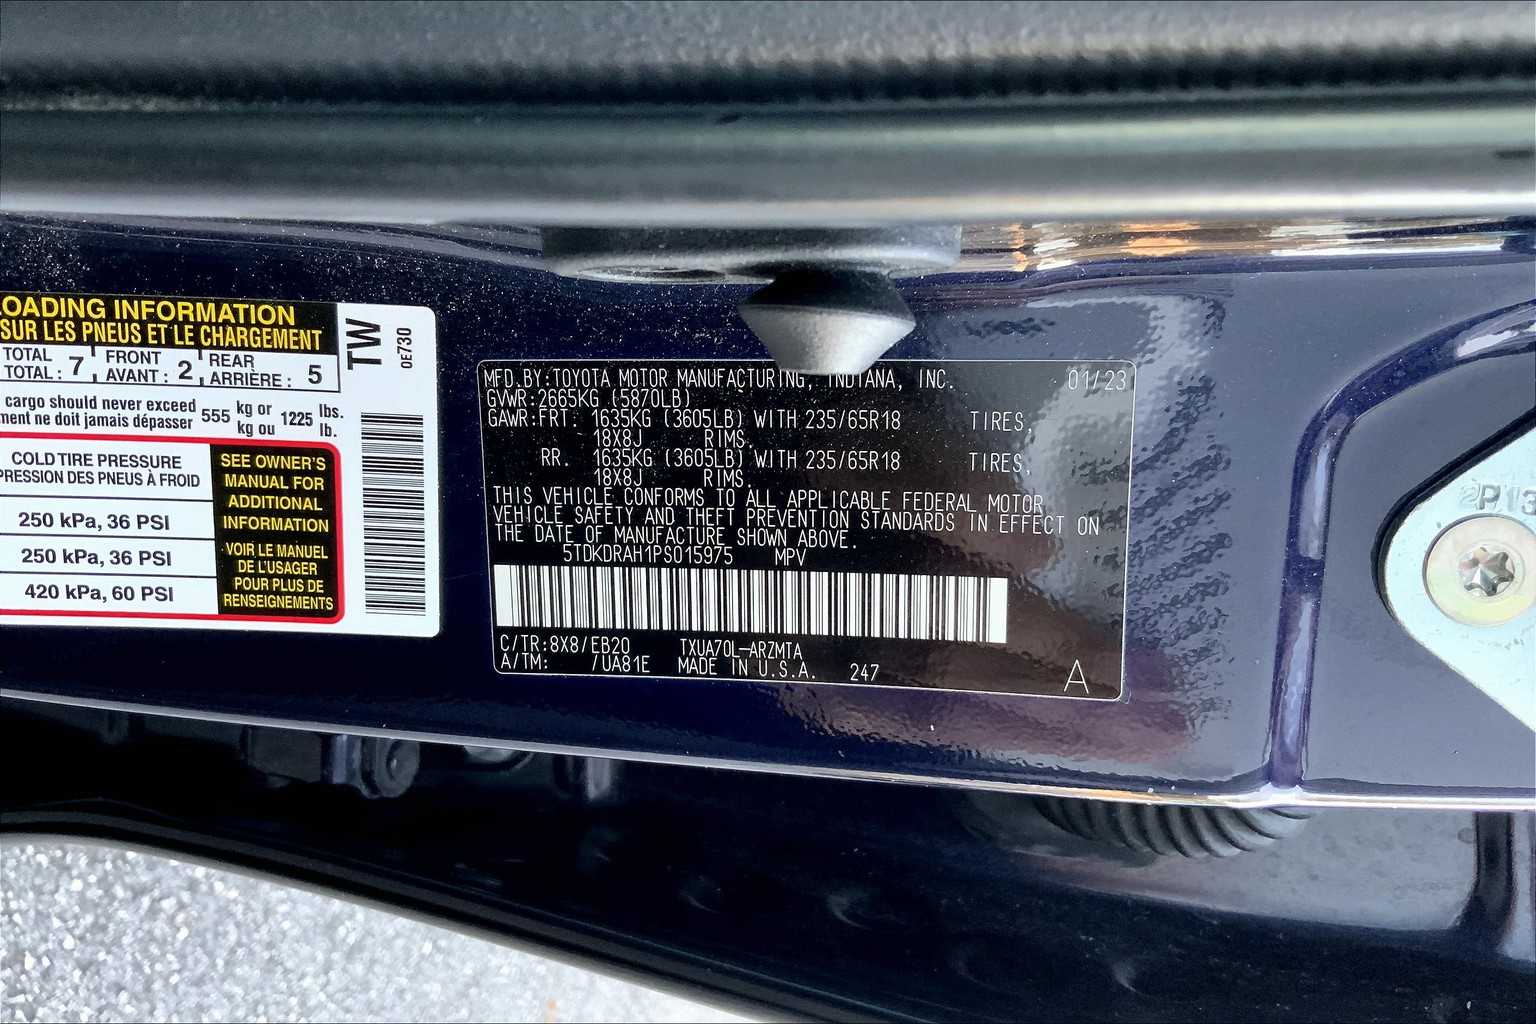 LOADING INFORMATION
SUR LES PNEUS ET LE CHARGEMENT
TOTAL
TOTAL : 7 FRONT
AVANT : 2 REAR
ARRIÈRE : 5
cargo should never exceed
ment ne doit jamais dépasser 555 kg or
kg ou 1225 lbs.
lb.
COLD TIRE PRESSURE
PRESSION DES PNEUS À FROID
250 kPa, 36 PSI
250 kPa, 36 PSI
420 kPa, 60 PSI
SEE OWNER'S
MANUAL FOR
ADDITIONAL
INFORMATION
VOIR LE MANUEL
DE L'USAGER
POUR PLUS DE
RENSEIGNEMENTS
TW
0E730
MFD.BY:TOYOTA MOTOR MANUFACTURING, INDIANA, INC. 01/23
GVWR:2665KG (5870LB)
GAWR:FRT. 1635KG (3605LB) WITH 235/65R18 TIRES,
18X8J RIMS,
RR. 1635KG (3605LB) WITH 235/65R18 TIRES,
18X8J RIMS,
THIS VEHICLE CONFORMS TO ALL APPLICABLE FEDERAL MOTOR
VEHICLE SAFETY AND THEFT PREVENTION STANDARDS IN EFFECT ON
THE DATE OF MANUFACTURE SHOWN ABOVE.
5TDKDRAH1PS015975 MPV
C/TR:8X8/EB20 TXUA70L-ARZMTA
A/TM: /UA81E MADE IN U.S.A. 247
A